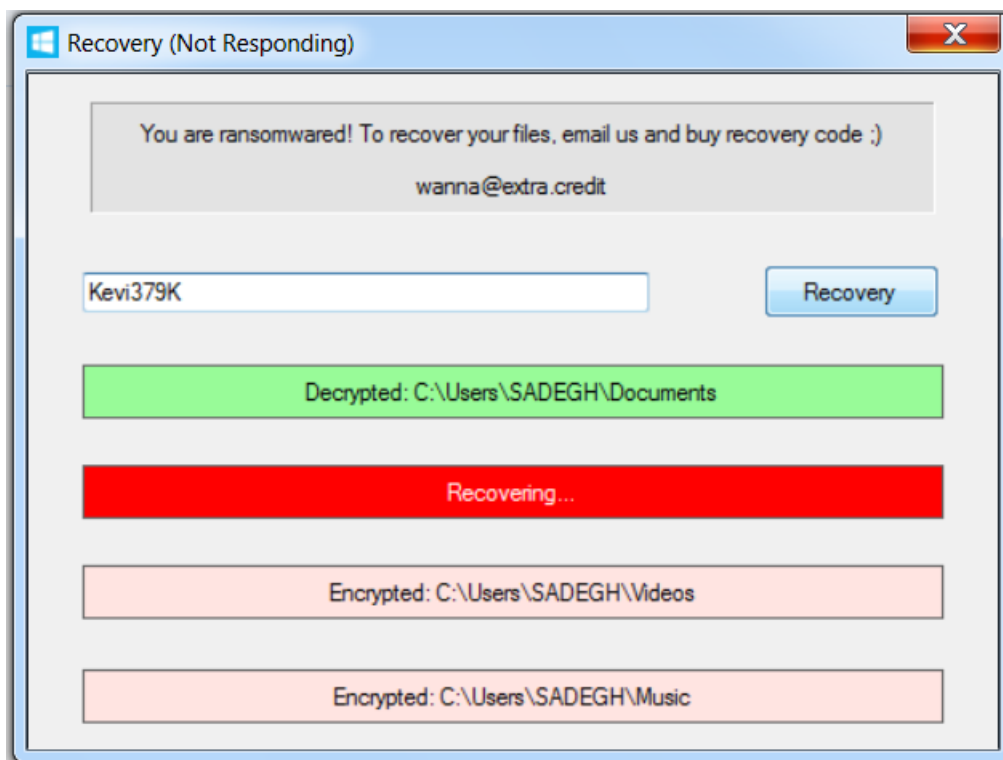 Recovery (Not Responding)
You are ransomwared! To recover your files, email us and buy recovery code ;)
wanna@extra.credit
Kevi379K
Recovery
Decrypted: C:\Users\SADEGH\Documents
Recovering...
Encrypted: C:\Users\SADEGH\Videos
Encrypted: C:\Users\SADEGH\Music